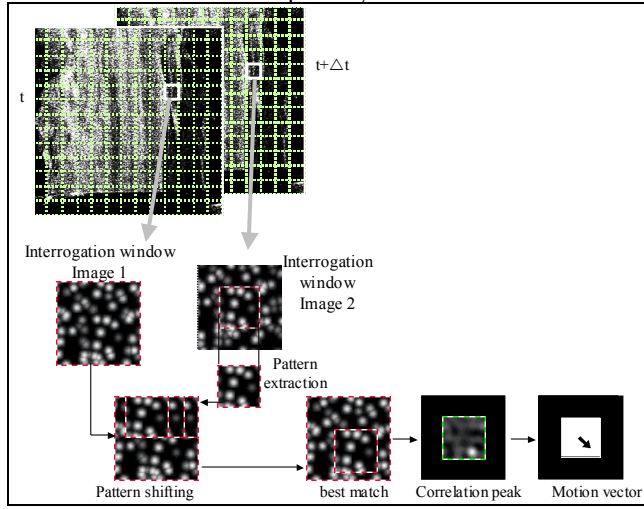 t+△t
t
Interrogation window
Image 1
Interrogation
window
Image 2
Pattern
extraction
Pattern shifting
best match
Correlation peak
Motion vector